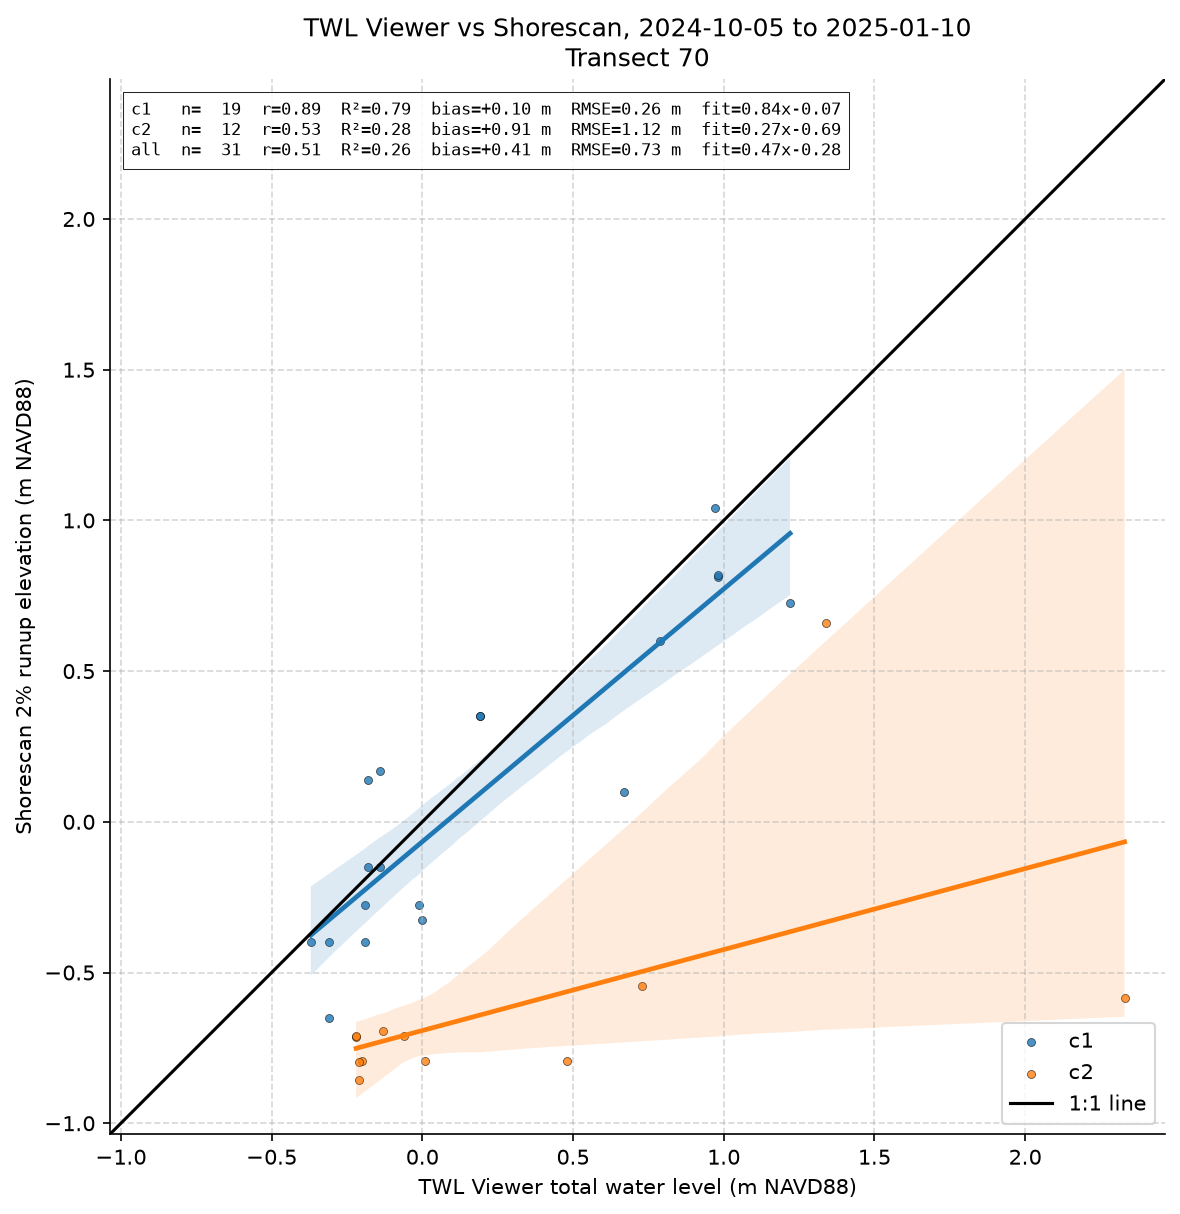 TWL Viewer vs Shorescan, 2024-10-05 to 2025-01-10
Transect 70
c1 n= 19 r=0.89 R²=0.79 bias=+0.10 m RMSE=0.26 m fit=0.84x-0.07
c2 n= 12 r=0.53 R²=0.28 bias=+0.91 m RMSE=1.12 m fit=0.27x-0.69
all n= 31 r=0.51 R²=0.26 bias=+0.41 m RMSE=0.73 m fit=0.47x-0.28
Shorescan 2% runup elevation (m NAVD88)
2.0
1.5
1.0
0.5
0.0
−0.5
−1.0
c1
c2
1:1 line
−1.0 −0.5 0.0 0.5 1.0 1.5 2.0
TWL Viewer total water level (m NAVD88)